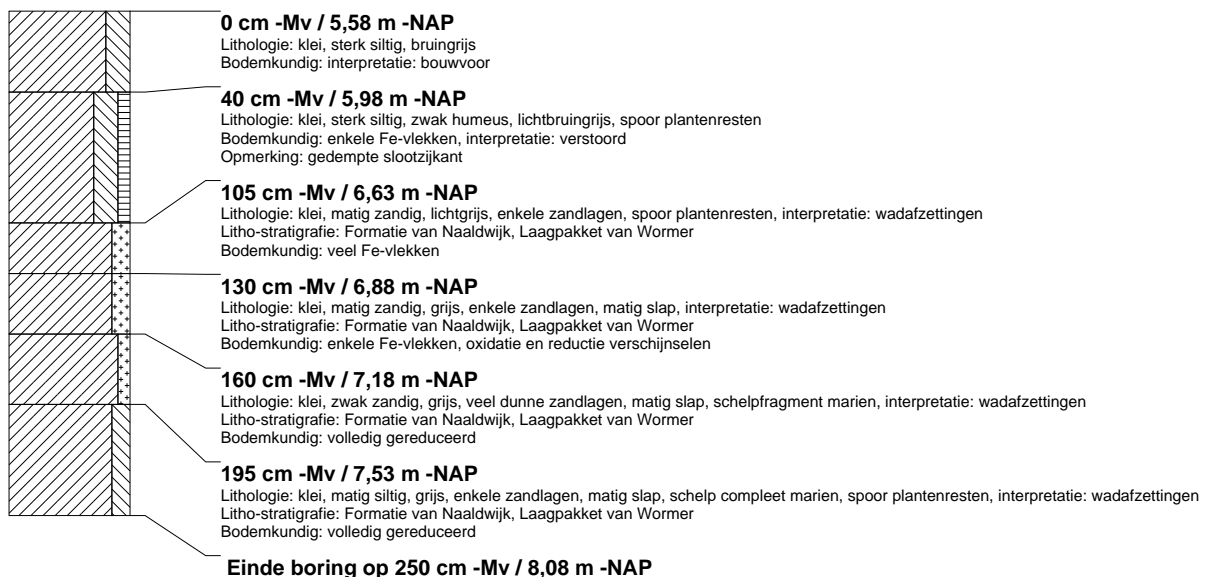 0 cm -Mv / 5,58 m -NAP
Lithologie: klei, sterk siltig, bruingrijs
Bodemkundig: interpretatie: bouwvoor
40 cm -Mv / 5,98 m -NAP
Lithologie: klei, sterk siltig, zwak humeus, lichtbruingrijs, spoor plantenresten
Bodemkundig: enkele Fe-vlekken, interpretatie: verstoord
Opmerking: gedempte slootzijkant
105 cm -Mv / 6,63 m -NAP
Lithologie: klei, matig zandig, lichtgrijs, enkele zandlagen, spoor plantenresten, interpretatie: wadafzettingen
Litho-stratigrafie: Formatie van Naaldwijk, Laagpakket van Wormer
Bodemkundig: veel Fe-vlekken
130 cm -Mv / 6,88 m -NAP
Lithologie: klei, matig zandig, grijs, enkele zandlagen, matig slap, interpretatie: wadafzettingen
Litho-stratigrafie: Formatie van Naaldwijk, Laagpakket van Wormer
Bodemkundig: enkele Fe-vlekken, oxidatie en reductie verschijnselen
160 cm -Mv / 7,18 m -NAP
Lithologie: klei, zwak zandig, grijs, veel dunne zandlagen, matig slap, schelpfragment marien, interpretatie: wadafzettingen
Litho-stratigrafie: Formatie van Naaldwijk, Laagpakket van Wormer
Bodemkundig: volledig gereduceerd
195 cm -Mv / 7,53 m -NAP
Lithologie: klei, matig siltig, grijs, enkele zandlagen, matig slap, schelp compleet marien, spoor plantenresten, interpretatie: wadafzettingen
Litho-stratigrafie: Formatie van Naaldwijk, Laagpakket van Wormer
Bodemkundig: volledig gereduceerd
Einde boring op 250 cm -Mv / 8,08 m -NAP